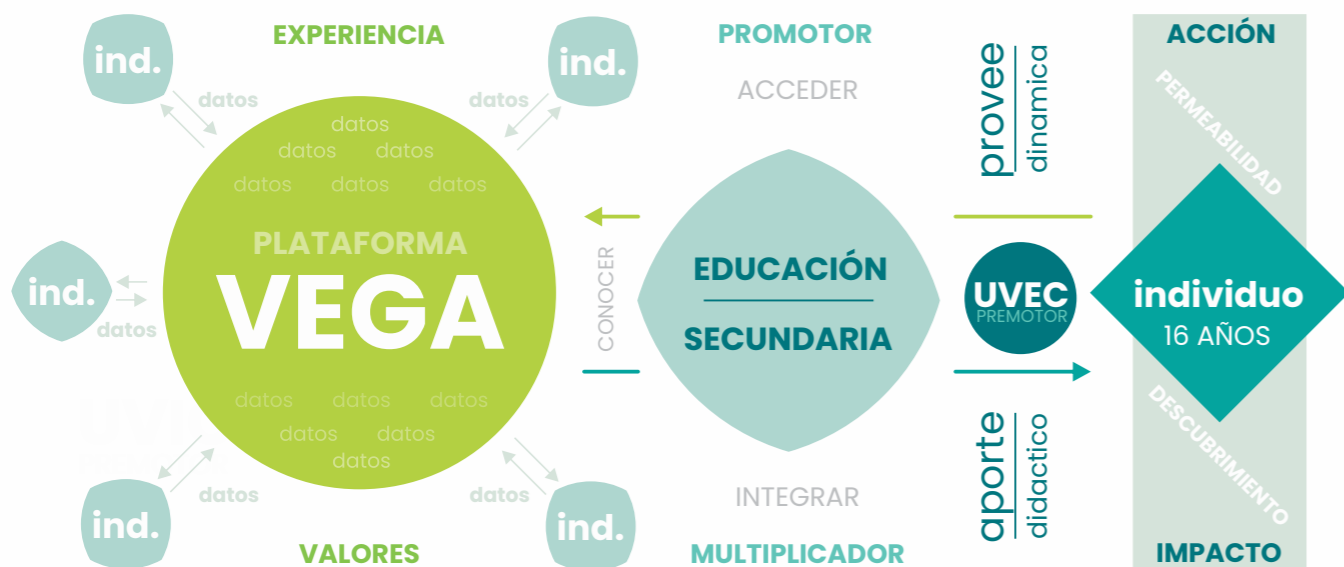 EXPERIENCIA
PROMOTOR
ACCIÓN
ind.
ind.
datos
datos
ACCEDER
provee
dinamica
PERMEABILIDAD
datos
datos
datos
datos
datos
datos
PLATAFORMA
VEGA
ind.
datos
CONOCER
EDUCACIÓN
SECUNDARIA
UVEC
PREMOTOR
individuo
16 AÑOS
datos
datos
datos
datos
datos
datos
DESCUBRIMIENTO
aporte
didactico
datos
datos
INTEGRAR
ind.
ind.
VALORES
MULTIPLICADOR
IMPACTO